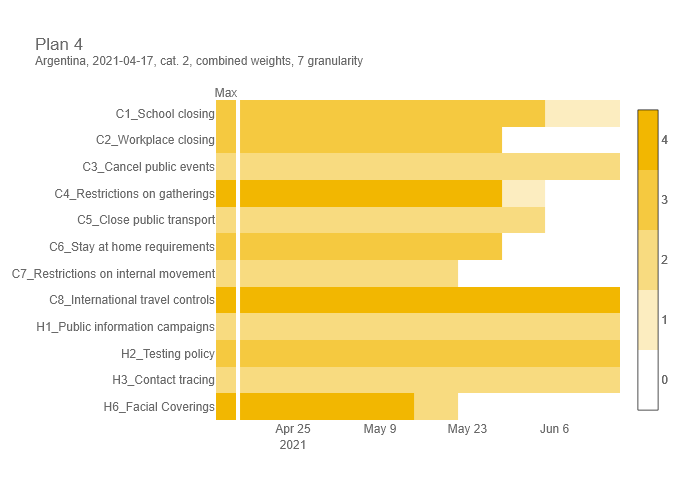 Plan 4
Argentina, 2021-04-17, cat. 2, combined weights, 7 granularity
Max
C1_School closing
C2_Workplace closing
C3_Cancel public events
C4_Restrictions on gatherings
C5_Close public transport
C6_Stay at home requirements
C7_Restrictions on internal movement
C8_International travel controls
H1_Public information campaigns
H2_Testing policy
H3_Contact tracing
H6_Facial Coverings
Apr 25 May 9 May 23 Jun 6
2021
4
3
2
1
0